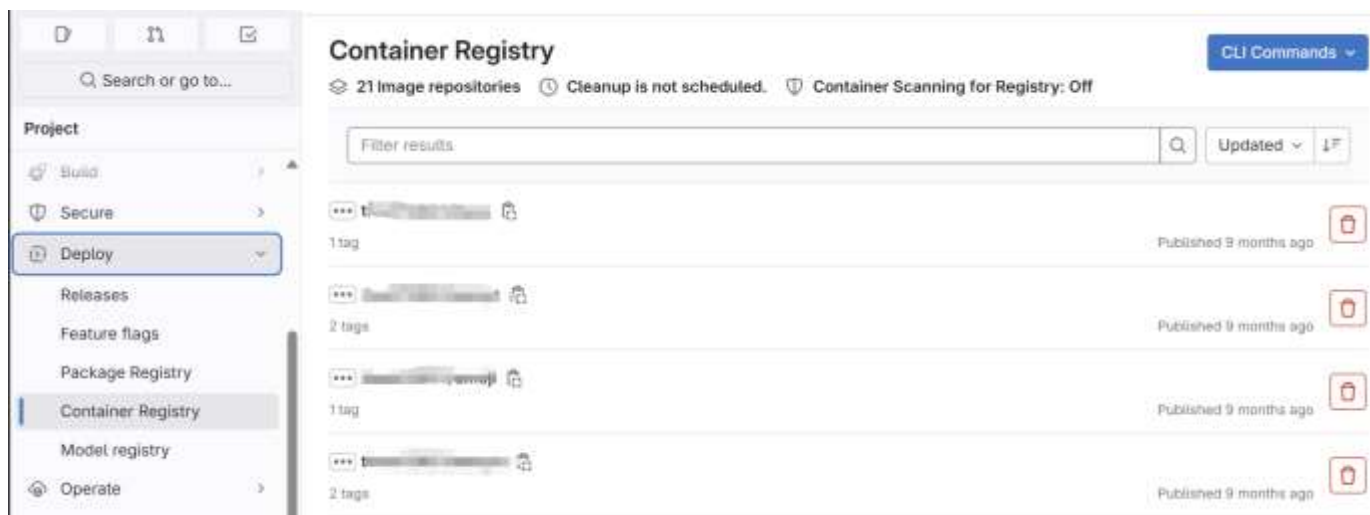 Search or go to...
Project
Build
Secure
Deploy
Releases
Feature flags
Package Registry
Container Registry
Model registry
Operate
Container Registry
CLI Commands
21 Image repositories Cleanup is not scheduled. Container Scanning for Registry: Off
Filter results
Updated
1 tag
Published 9 months ago
2 tags
Published 9 months ago
1 tag
Published 9 months ago
2 tags
Published 9 months ago